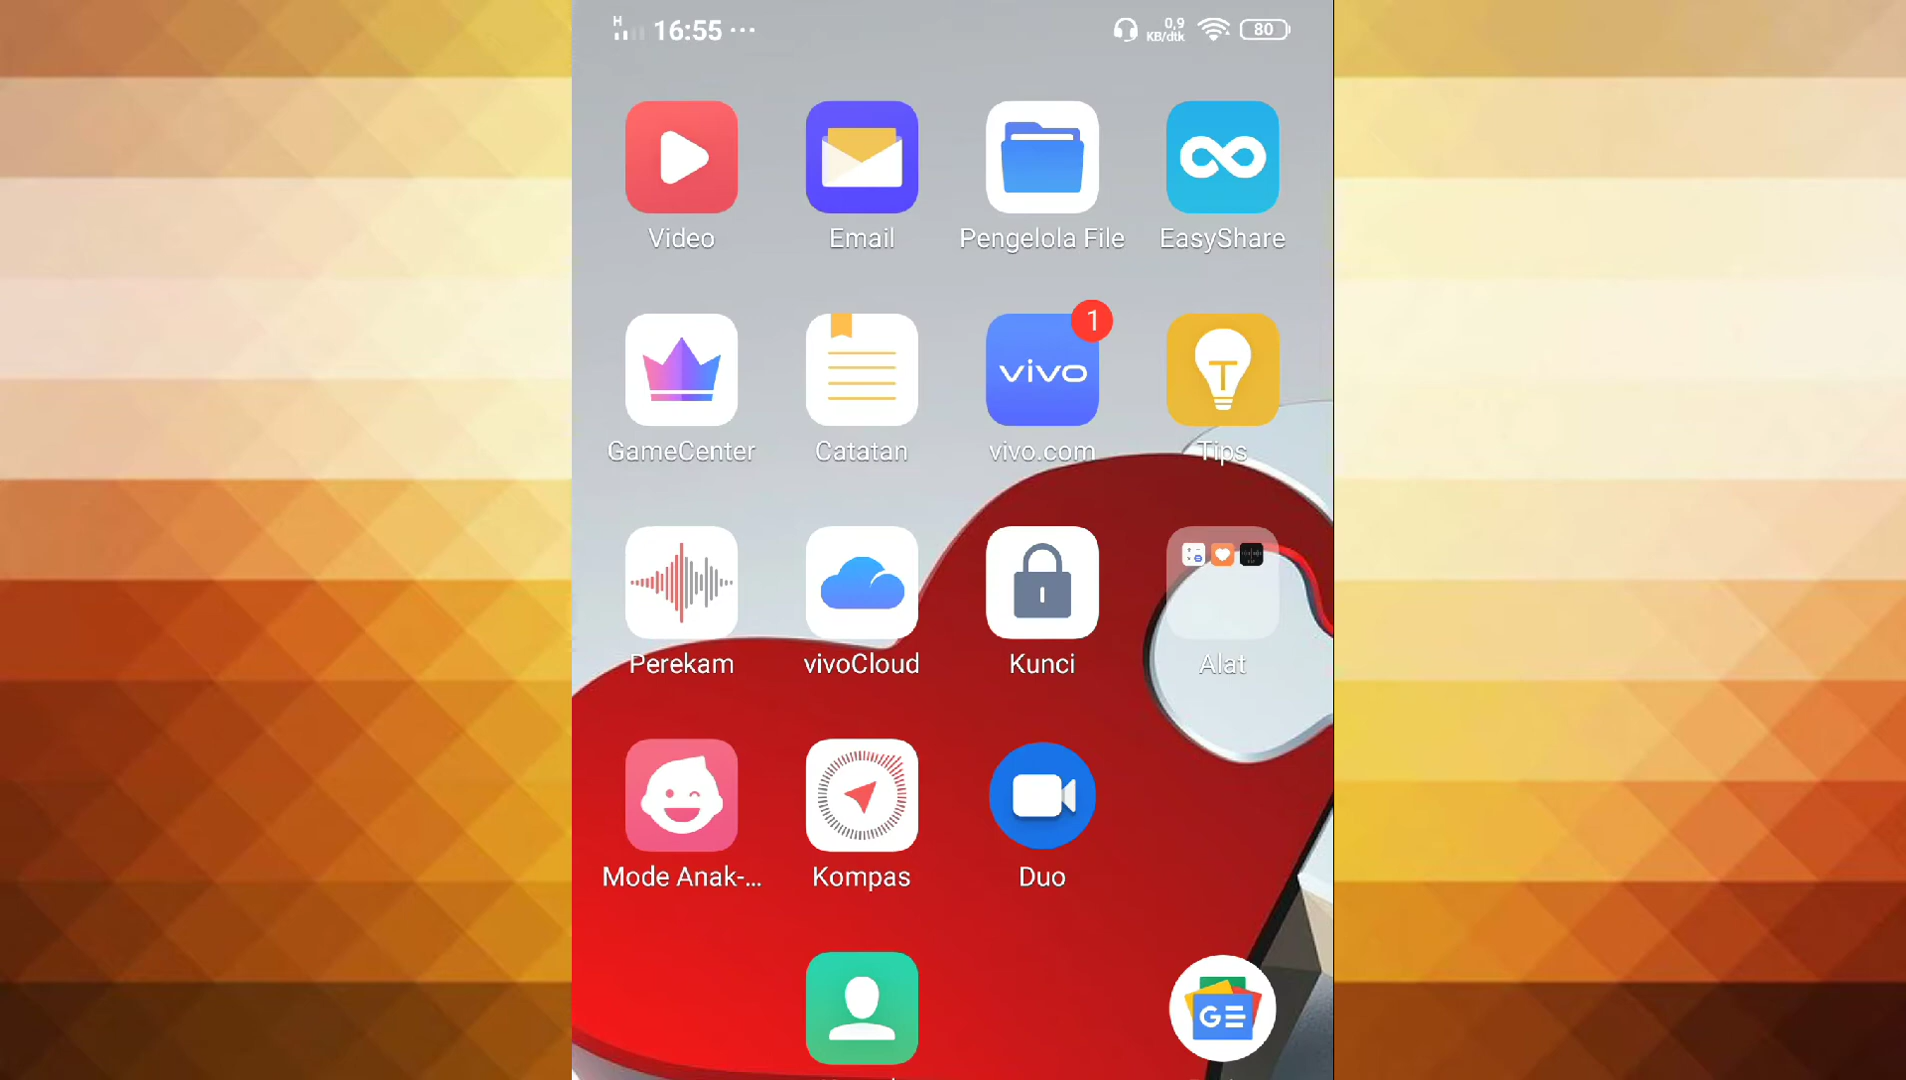 H 16:55 ... 0,9 KB/dtk 80
Video Email Pengelola File EasyShare
1
vivo T
GameCenter Catatan vivo.com Tips
Perekam vivoCloud Kunci Alat
Mode Anak-... Kompas Duo
G